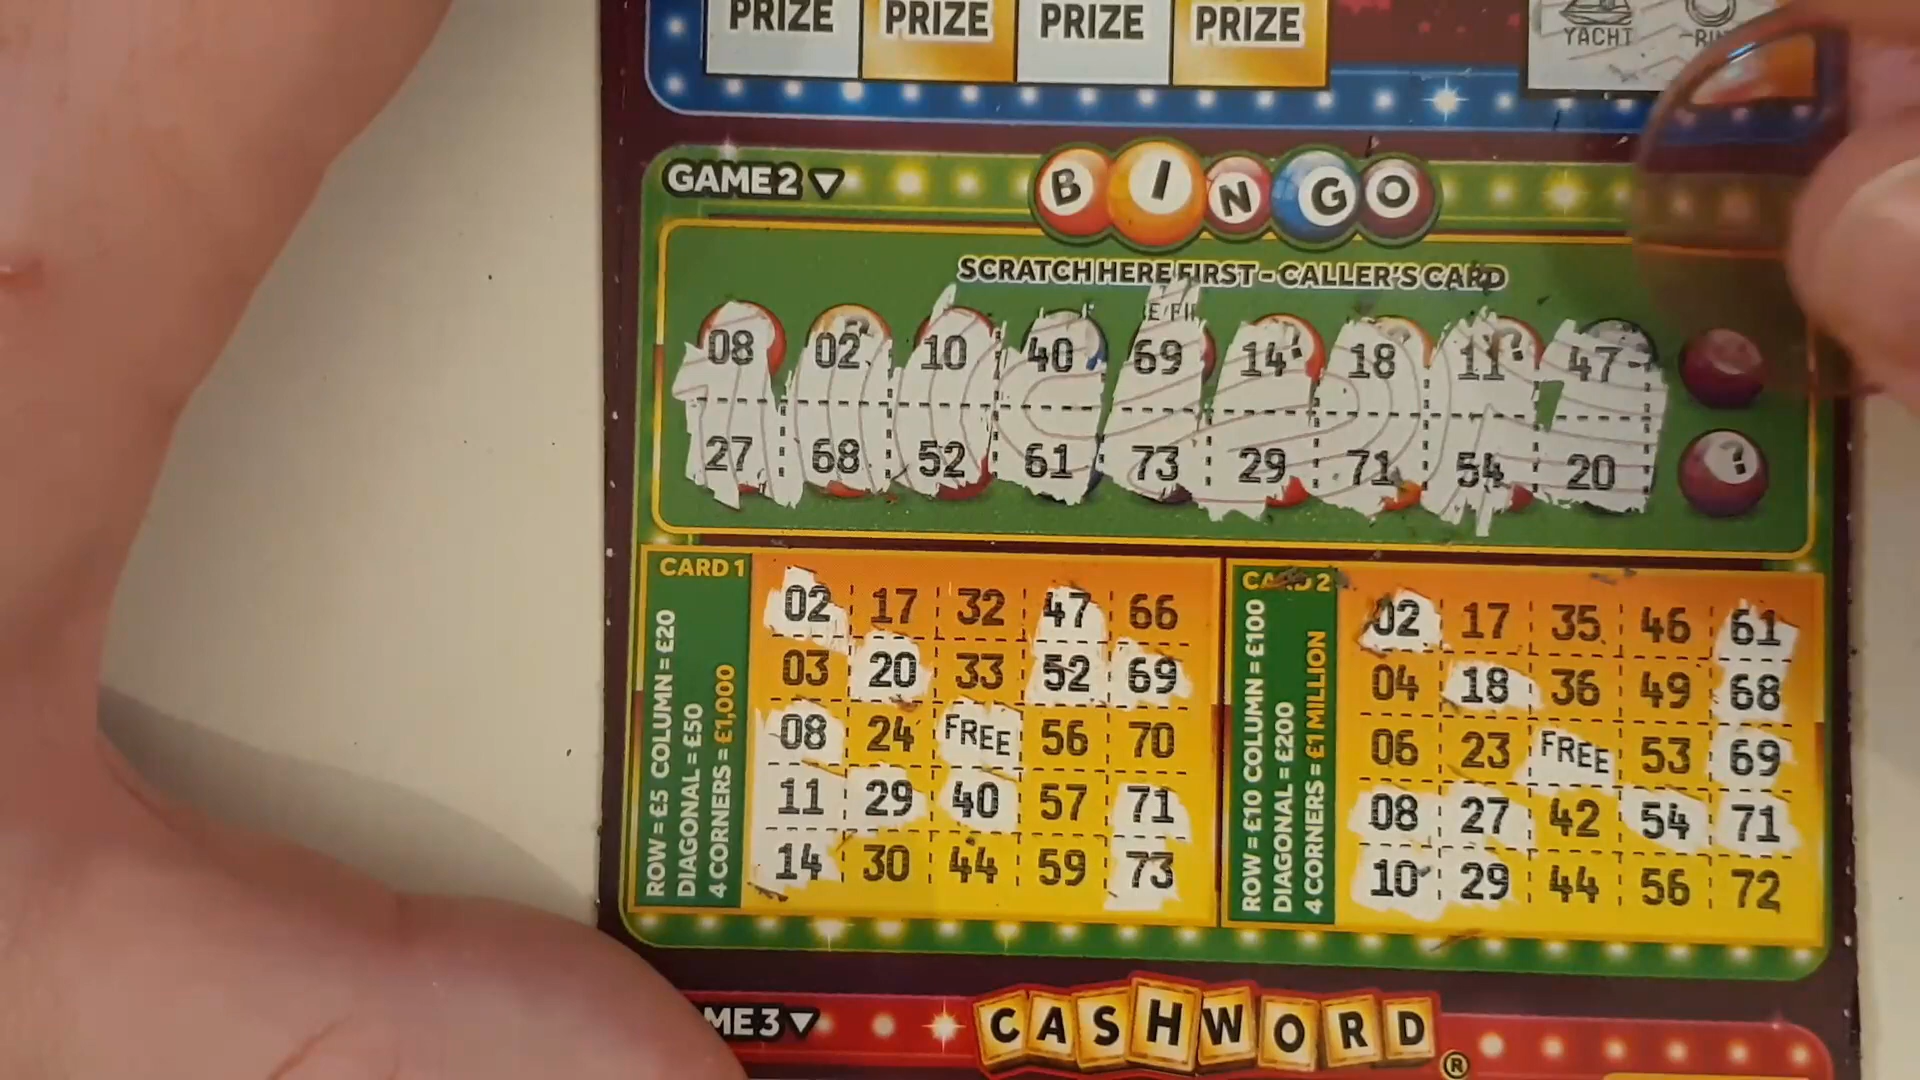 PRIZE PRIZE PRIZE PRIZE
YACHT
GAME 2
BINGO
SCRATCH HERE FIRST - CALLER'S CARD
08 02 10 40 69 14 18 11 47
27 68 52 61 73 29 71 54 20 ?
CARD 1
ROW = £5 COLUMN = £20
DIAGONAL = £50
4 CORNERS = £1,000
02 17 32 47 66
03 20 33 52 69
08 24 FREE 56 70
11 29 40 57 71
14 30 44 59 73
CARD 2
ROW = £10 COLUMN = £100
DIAGONAL = £200
4 CORNERS = £1 MILLION
02 17 35 46 61
04 18 36 49 68
06 23 FREE 53 69
08 27 42 54 71
10 29 44 56 72
ME 3
CASHWORD®